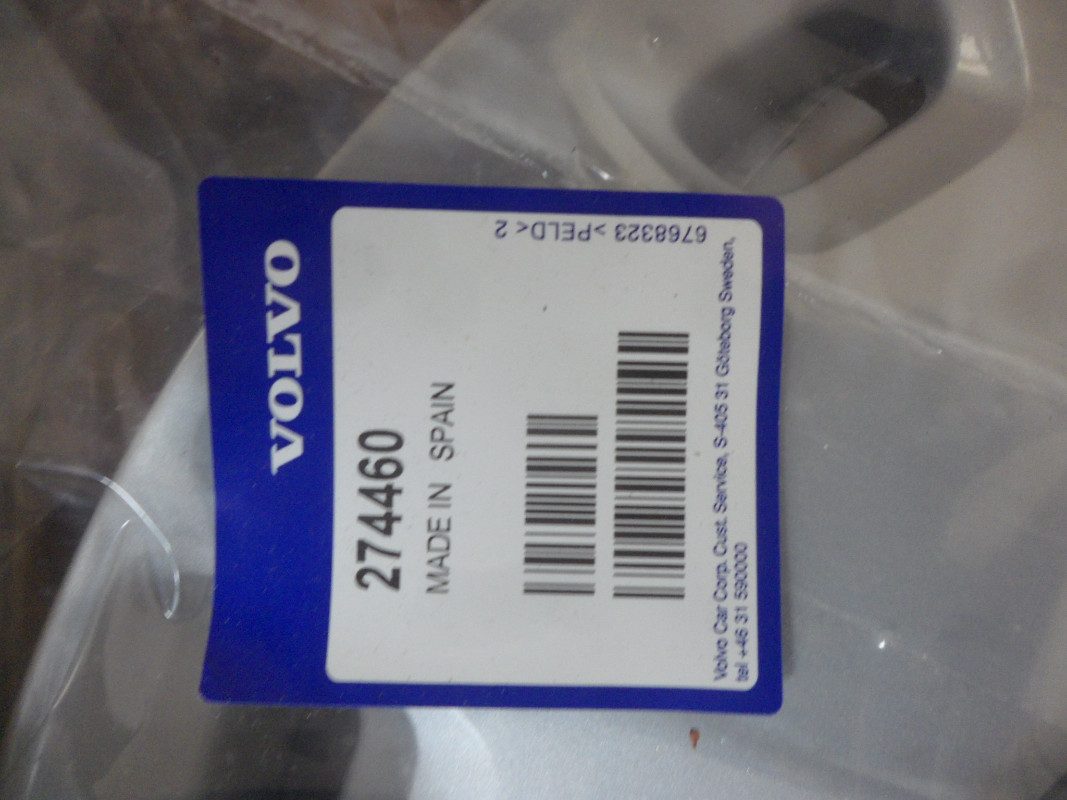 VOLVO
274460
MADE IN SPAIN
6768323 >PELD< 2
Volvo Car Corp. Cust. Service, S-405 31 Göteborg Sweden,
tel +46 31 590000